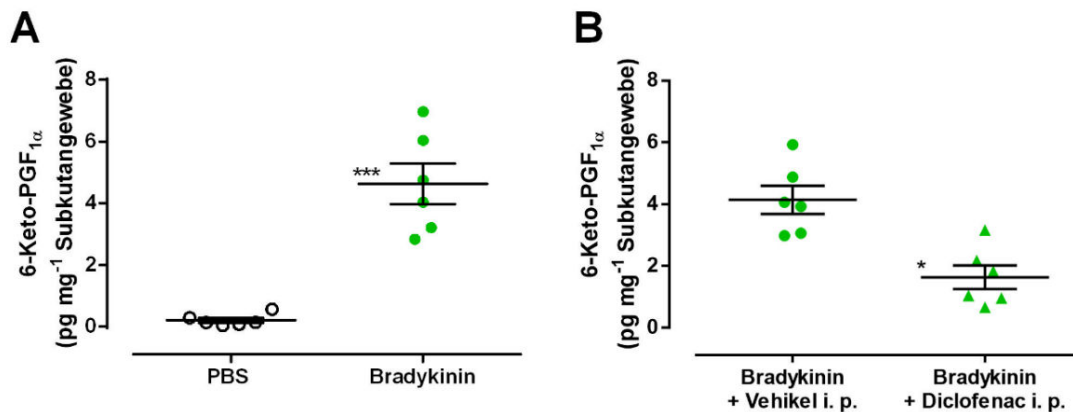 A
6-Keto-PGF1α
(pg mg-1 Subkutangewebe)
8
6
4
2
0
***
PBS
Bradykinin
B
6-Keto-PGF1α
(pg mg-1 Subkutangewebe)
8
6
4
2
0
*
Bradykinin
+ Vehikel i. p.
Bradykinin
+ Diclofenac i. p.